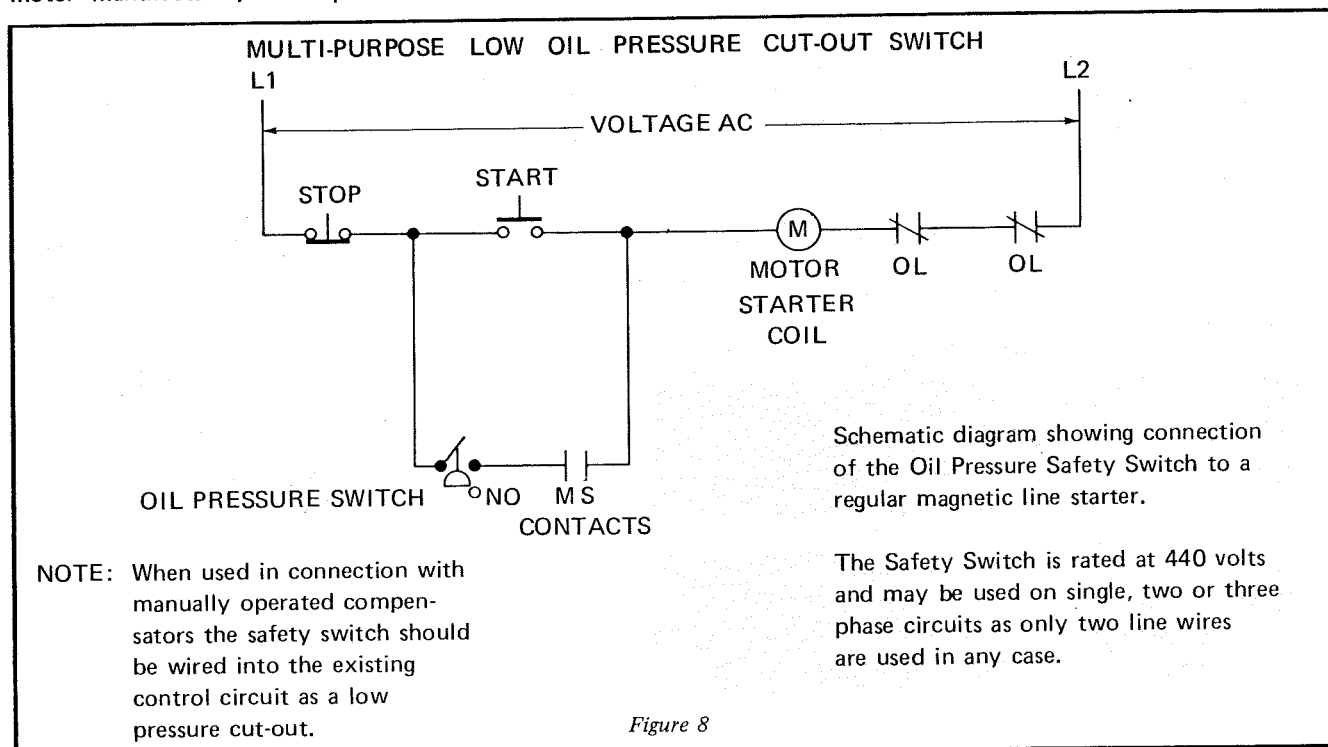 MULTI-PURPOSE LOW OIL PRESSURE CUT-OUT SWITCH
L1
L2
VOLTAGE AC
STOP
START
M
MOTOR
STARTER
COIL
OL
OL
OIL PRESSURE SWITCH
NO
MS
CONTACTS
Schematic diagram showing connection
of the Oil Pressure Safety Switch to a
regular magnetic line starter.
The Safety Switch is rated at 440 volts
and may be used on single, two or three
phase circuits as only two line wires
are used in any case.
NOTE: When used in connection with
manually operated compen-
sators the safety switch should
be wired into the existing
control circuit as a low
pressure cut-out.
Figure 8